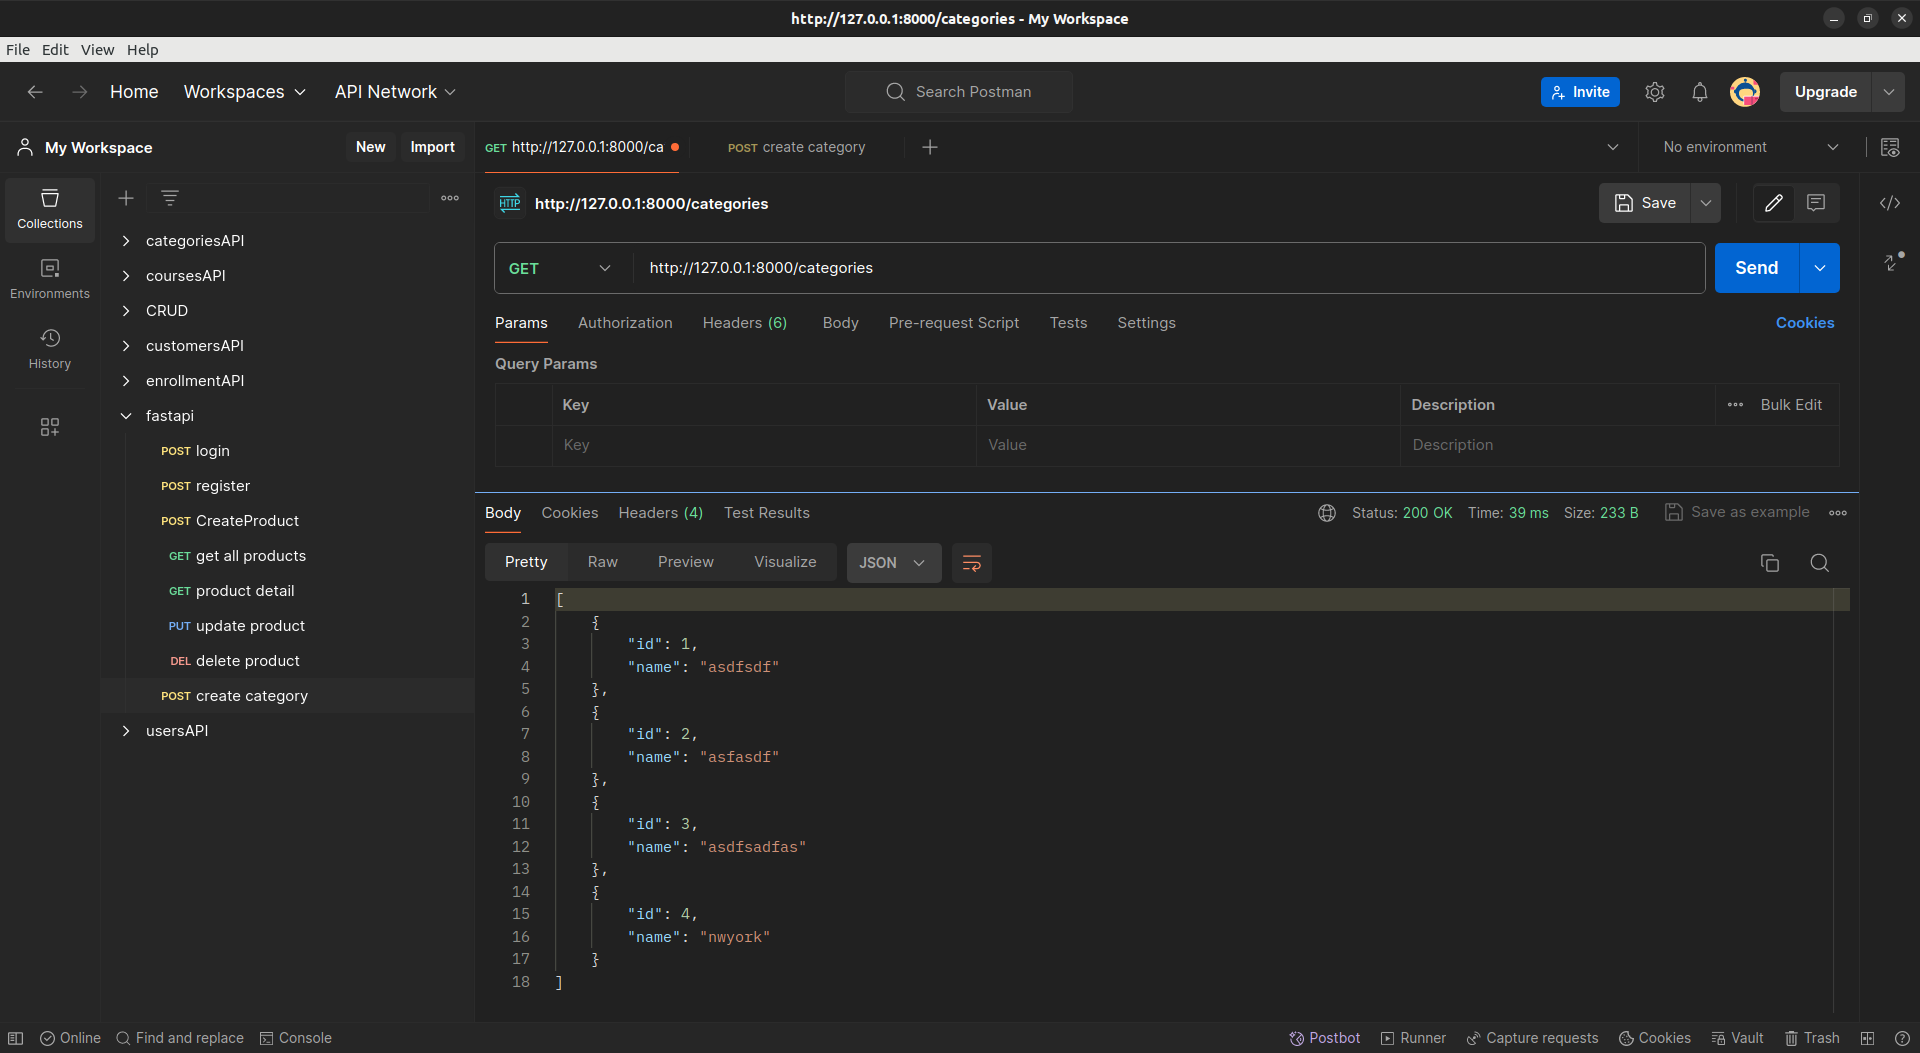 http://127.0.0.1:8000/categories - My Workspace
File Edit View Help
Home Workspaces API Network Search Postman Invite Upgrade
My Workspace New Import GET http://127.0.0.1:8000/ca POST create category No environment
Collections
Environments
History
categoriesAPI
coursesAPI
CRUD
customersAPI
enrollmentAPI
fastapi
POST login
POST register
POST CreateProduct
GET get all products
GET product detail
PUT update product
DEL delete product
POST create category
usersAPI
HTTP http://127.0.0.1:8000/categories Save
GET http://127.0.0.1:8000/categories Send
Params Authorization Headers (6) Body Pre-request Script Tests Settings Cookies
Query Params
Key Value Description Bulk Edit
Key Value Description
Body Cookies Headers (4) Test Results Status: 200 OK Time: 39 ms Size: 233 B Save as example
Pretty Raw Preview Visualize JSON
1 [
2 {
3 "id": 1,
4 "name": "asdfsdf"
5 },
6 {
7 "id": 2,
8 "name": "asfasdf"
9 },
10 {
11 "id": 3,
12 "name": "asdfsadfas"
13 },
14 {
15 "id": 4,
16 "name": "nwyork"
17 }
18 ]
Online Find and replace Console Postbot Runner Capture requests Cookies Vault Trash